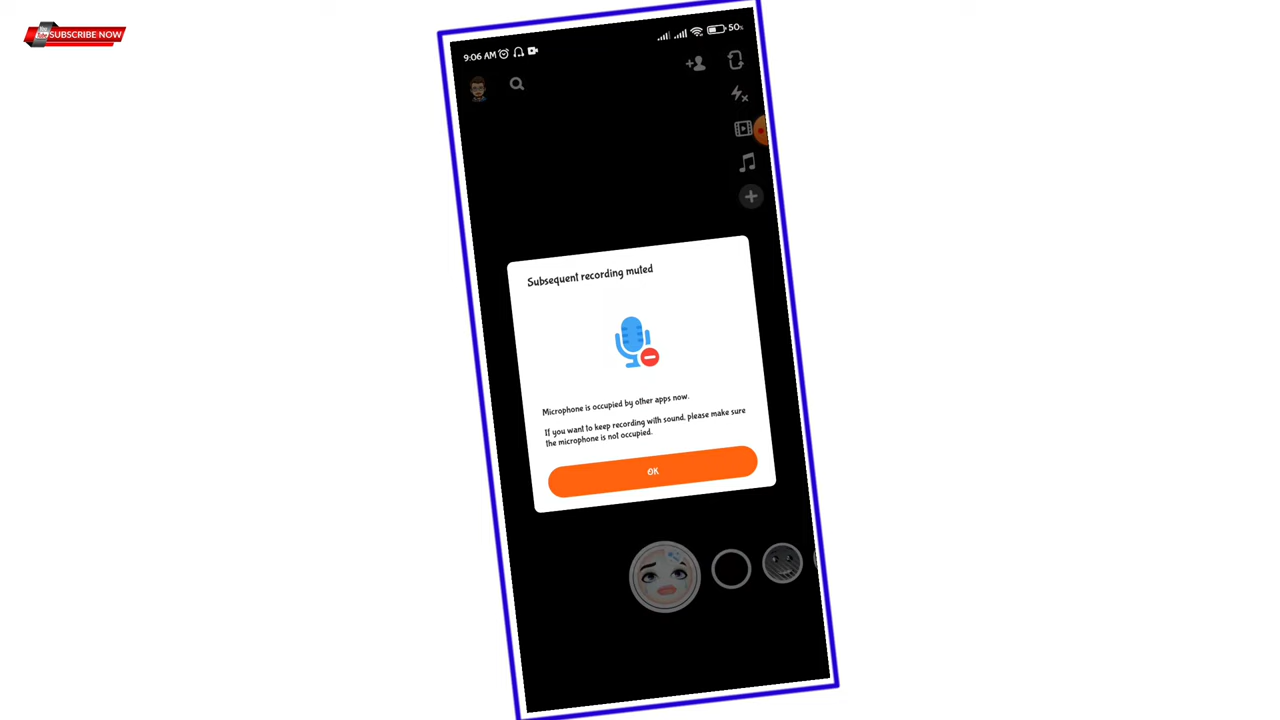 SUBSCRIBE NOW
9:06 AM
50%
Subsequent recording muted
Microphone is occupied by other apps now.
If you want to keep recording with sound, please make sure
the microphone is not occupied.
OK